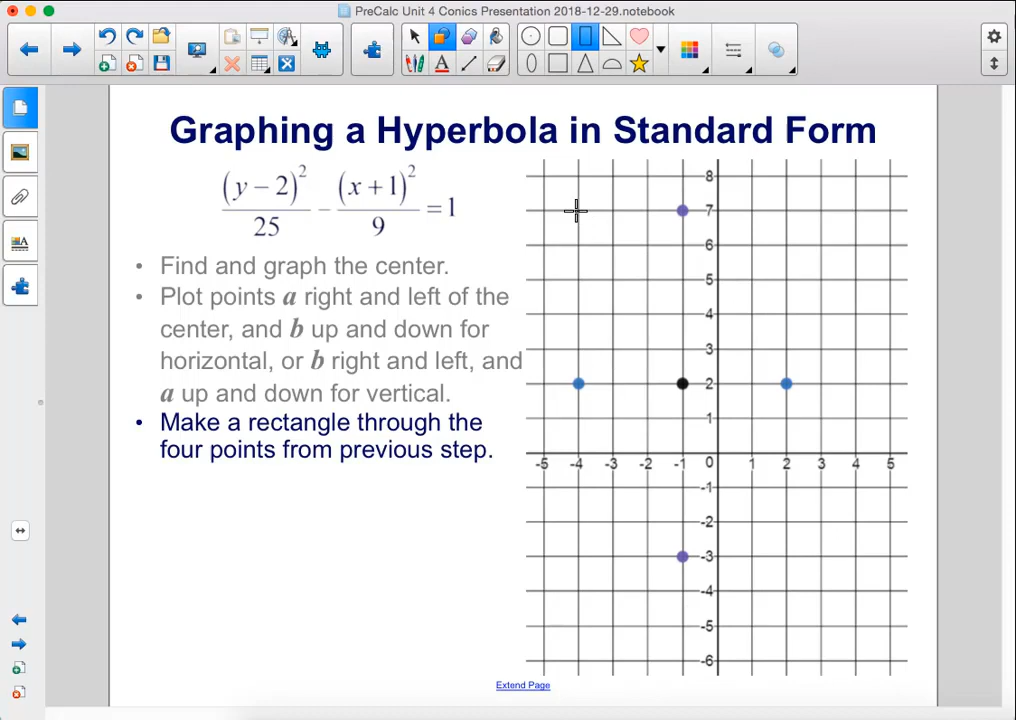 PreCalc Unit 4 Conics Presentation 2018-12-29.notebook
A
A
Graphing a Hyperbola in Standard Form
(y − 2)² / 25 − (x + 1)² / 9 = 1
• Find and graph the center.
• Plot points a right and left of the
center, and b up and down for
horizontal, or b right and left, and
a up and down for vertical.
• Make a rectangle through the
four points from previous step.
8
7
6
5
4
3
2
1
-5 -4 -3 -2 -1 0 1 2 3 4 5
-1
-2
-3
-4
-5
-6
Extend Page